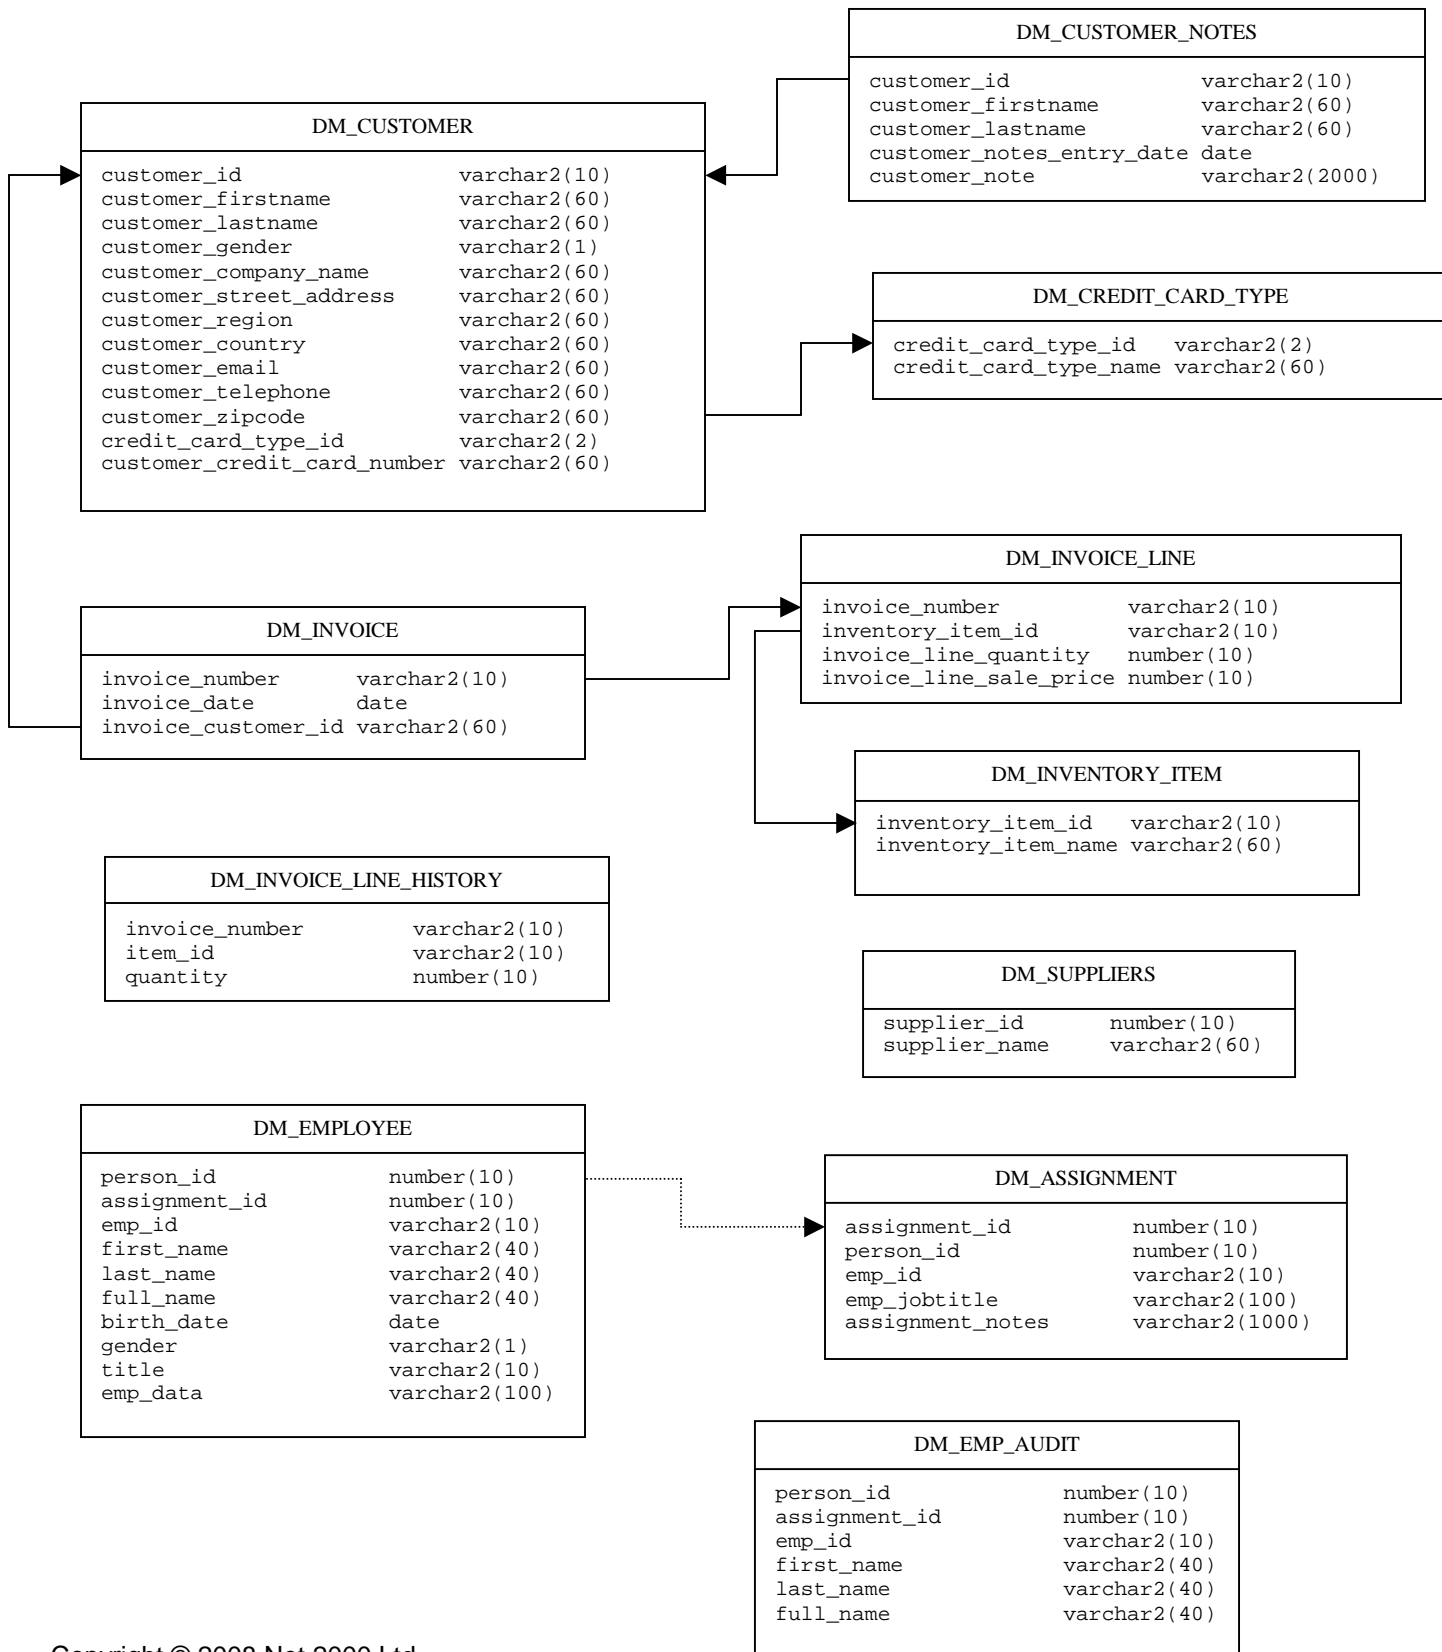 DM_CUSTOMER_NOTES
customer_id varchar2(10)
customer_firstname varchar2(60)
customer_lastname varchar2(60)
customer_notes_entry_date date
customer_note varchar2(2000)
DM_CUSTOMER
customer_id varchar2(10)
customer_firstname varchar2(60)
customer_lastname varchar2(60)
customer_gender varchar2(1)
customer_company_name varchar2(60)
customer_street_address varchar2(60)
customer_region varchar2(60)
customer_country varchar2(60)
customer_email varchar2(60)
customer_telephone varchar2(60)
customer_zipcode varchar2(60)
credit_card_type_id varchar2(2)
customer_credit_card_number varchar2(60)
DM_CREDIT_CARD_TYPE
credit_card_type_id varchar2(2)
credit_card_type_name varchar2(60)
DM_INVOICE_LINE
invoice_number varchar2(10)
inventory_item_id varchar2(10)
invoice_line_quantity number(10)
invoice_line_sale_price number(10)
DM_INVOICE
invoice_number varchar2(10)
invoice_date date
invoice_customer_id varchar2(60)
DM_INVENTORY_ITEM
inventory_item_id varchar2(10)
inventory_item_name varchar2(60)
DM_INVOICE_LINE_HISTORY
invoice_number varchar2(10)
item_id varchar2(10)
quantity number(10)
DM_SUPPLIERS
supplier_id number(10)
supplier_name varchar2(60)
DM_EMPLOYEE
person_id number(10)
assignment_id number(10)
emp_id varchar2(10)
first_name varchar2(40)
last_name varchar2(40)
full_name varchar2(40)
birth_date date
gender varchar2(1)
title varchar2(10)
emp_data varchar2(100)
DM_ASSIGNMENT
assignment_id number(10)
person_id number(10)
emp_id varchar2(10)
emp_jobtitle varchar2(100)
assignment_notes varchar2(1000)
DM_EMP_AUDIT
person_id number(10)
assignment_id number(10)
emp_id varchar2(10)
first_name varchar2(40)
last_name varchar2(40)
full_name varchar2(40)
Copyright © 2008 Net 2000 Ltd